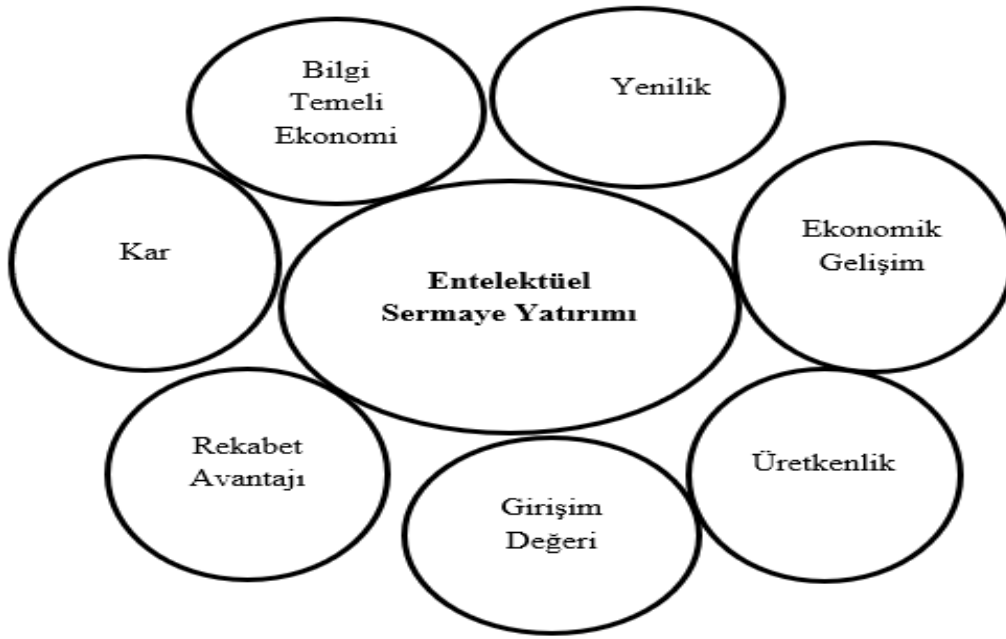 Bilgi
Temeli
Ekonomi
Yenilik
Kar
Ekonomik
Gelişim
Entelektüel
Sermaye Yatırımı
Rekabet
Avantajı
Üretkenlik
Girişim
Değeri